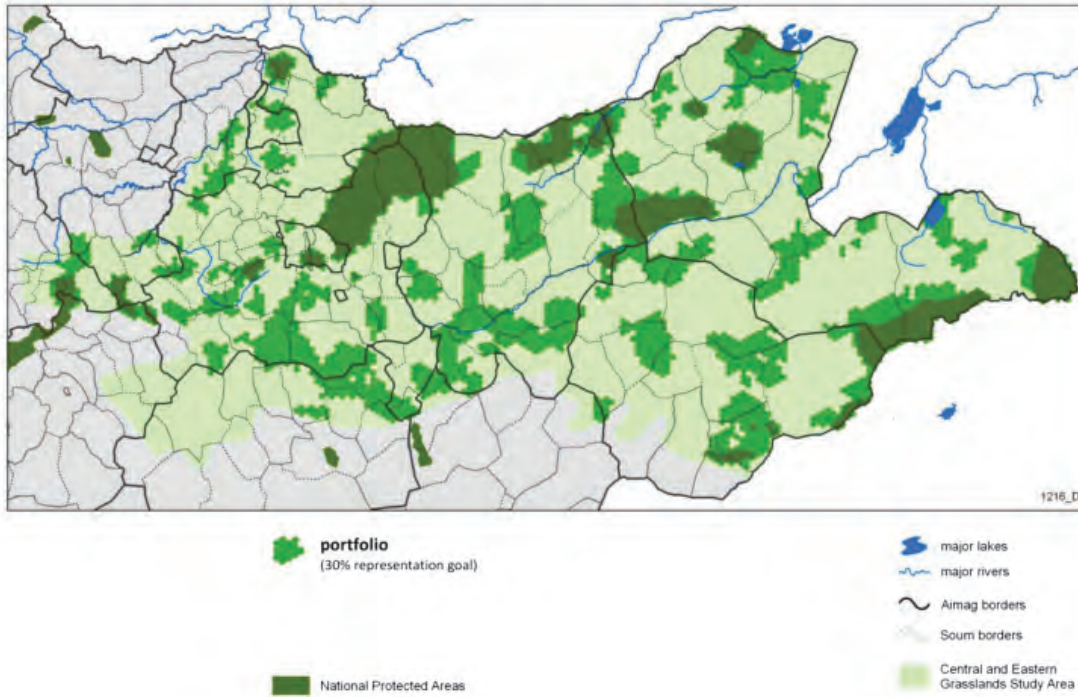 1216_D
portfolio
(30% representation goal)
National Protected Areas
major lakes
major rivers
Aimag borders
Soum borders
Central and Eastern
Grasslands Study Area